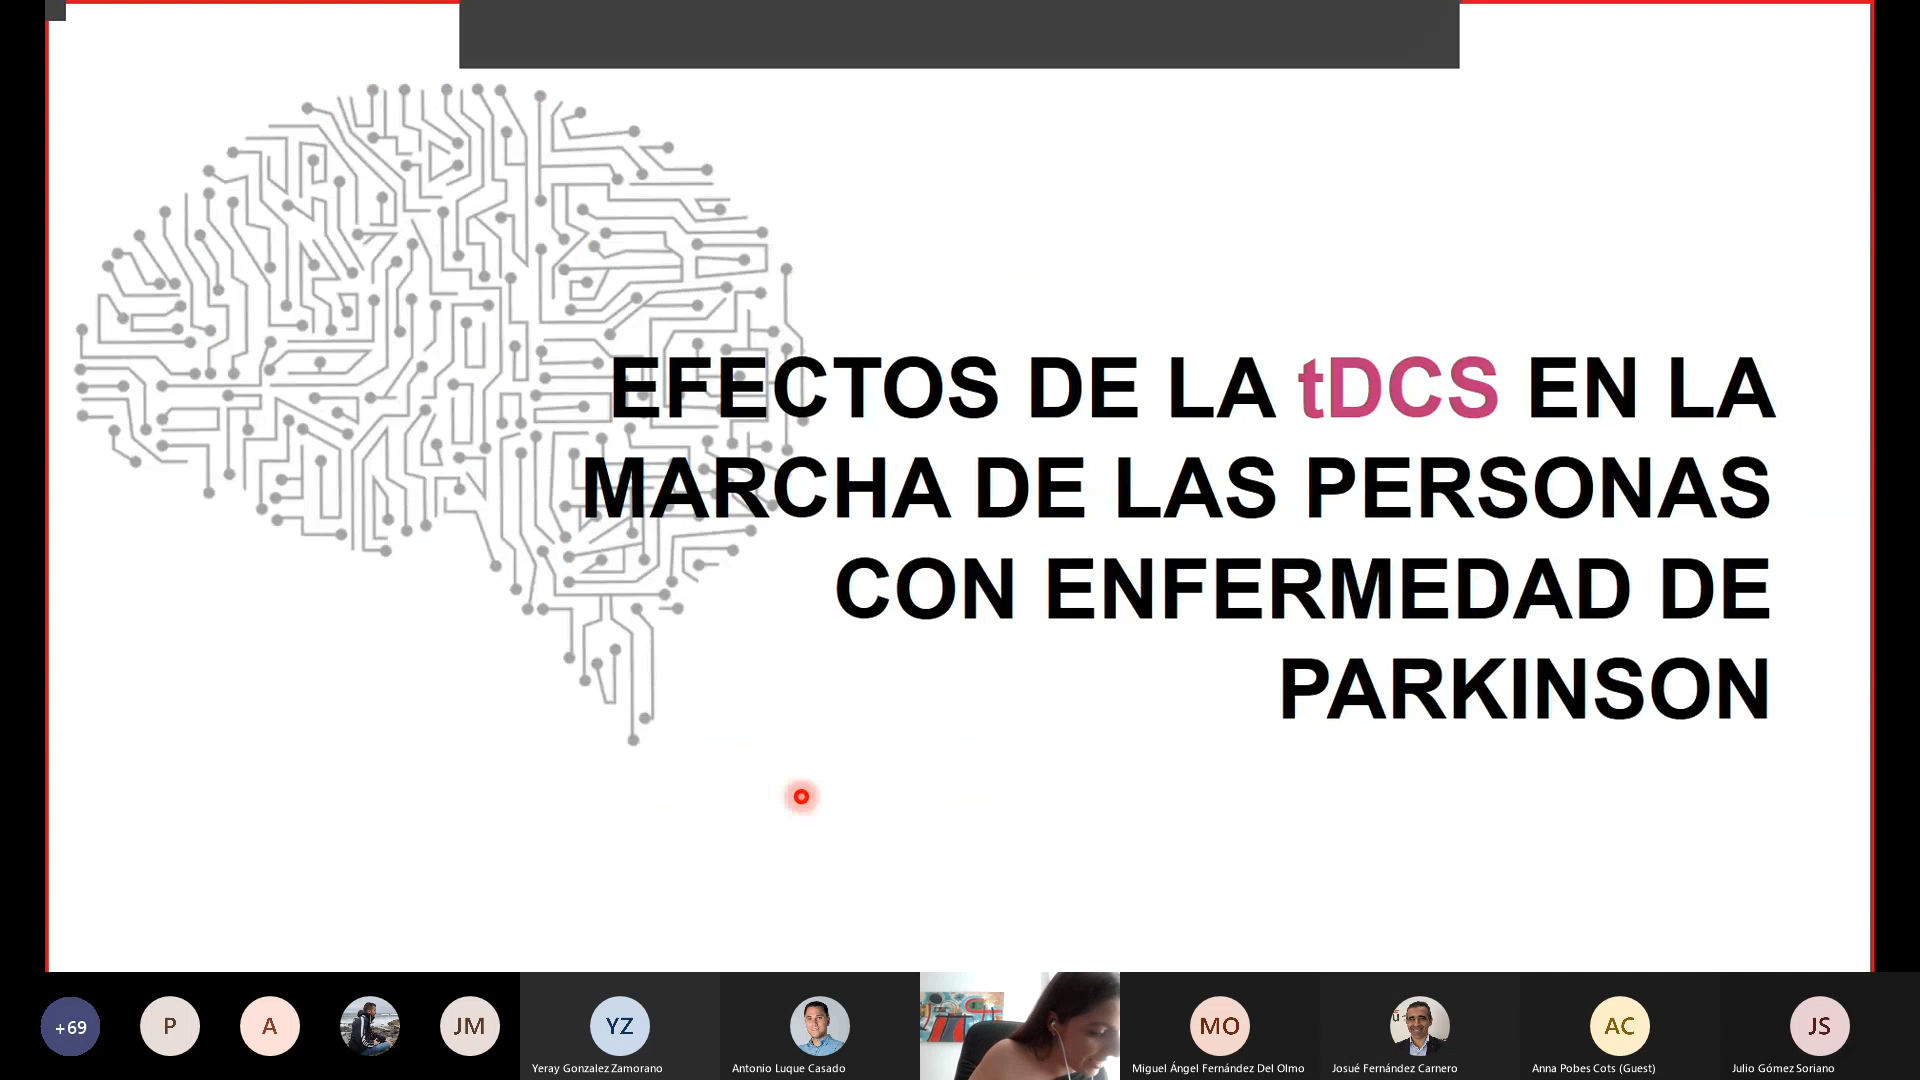 EFECTOS DE LA tDCS EN LA
MARCHA DE LAS PERSONAS
CON ENFERMEDAD DE
PARKINSON
+69
P
A
JM
YZ
Yeray Gonzalez Zamorano
Antonio Luque Casado
MO
Miguel Ángel Fernández Del Olmo
Josué Fernández Carnero
AC
Anna Pobes Cots (Guest)
JS
Julio Gómez Soriano